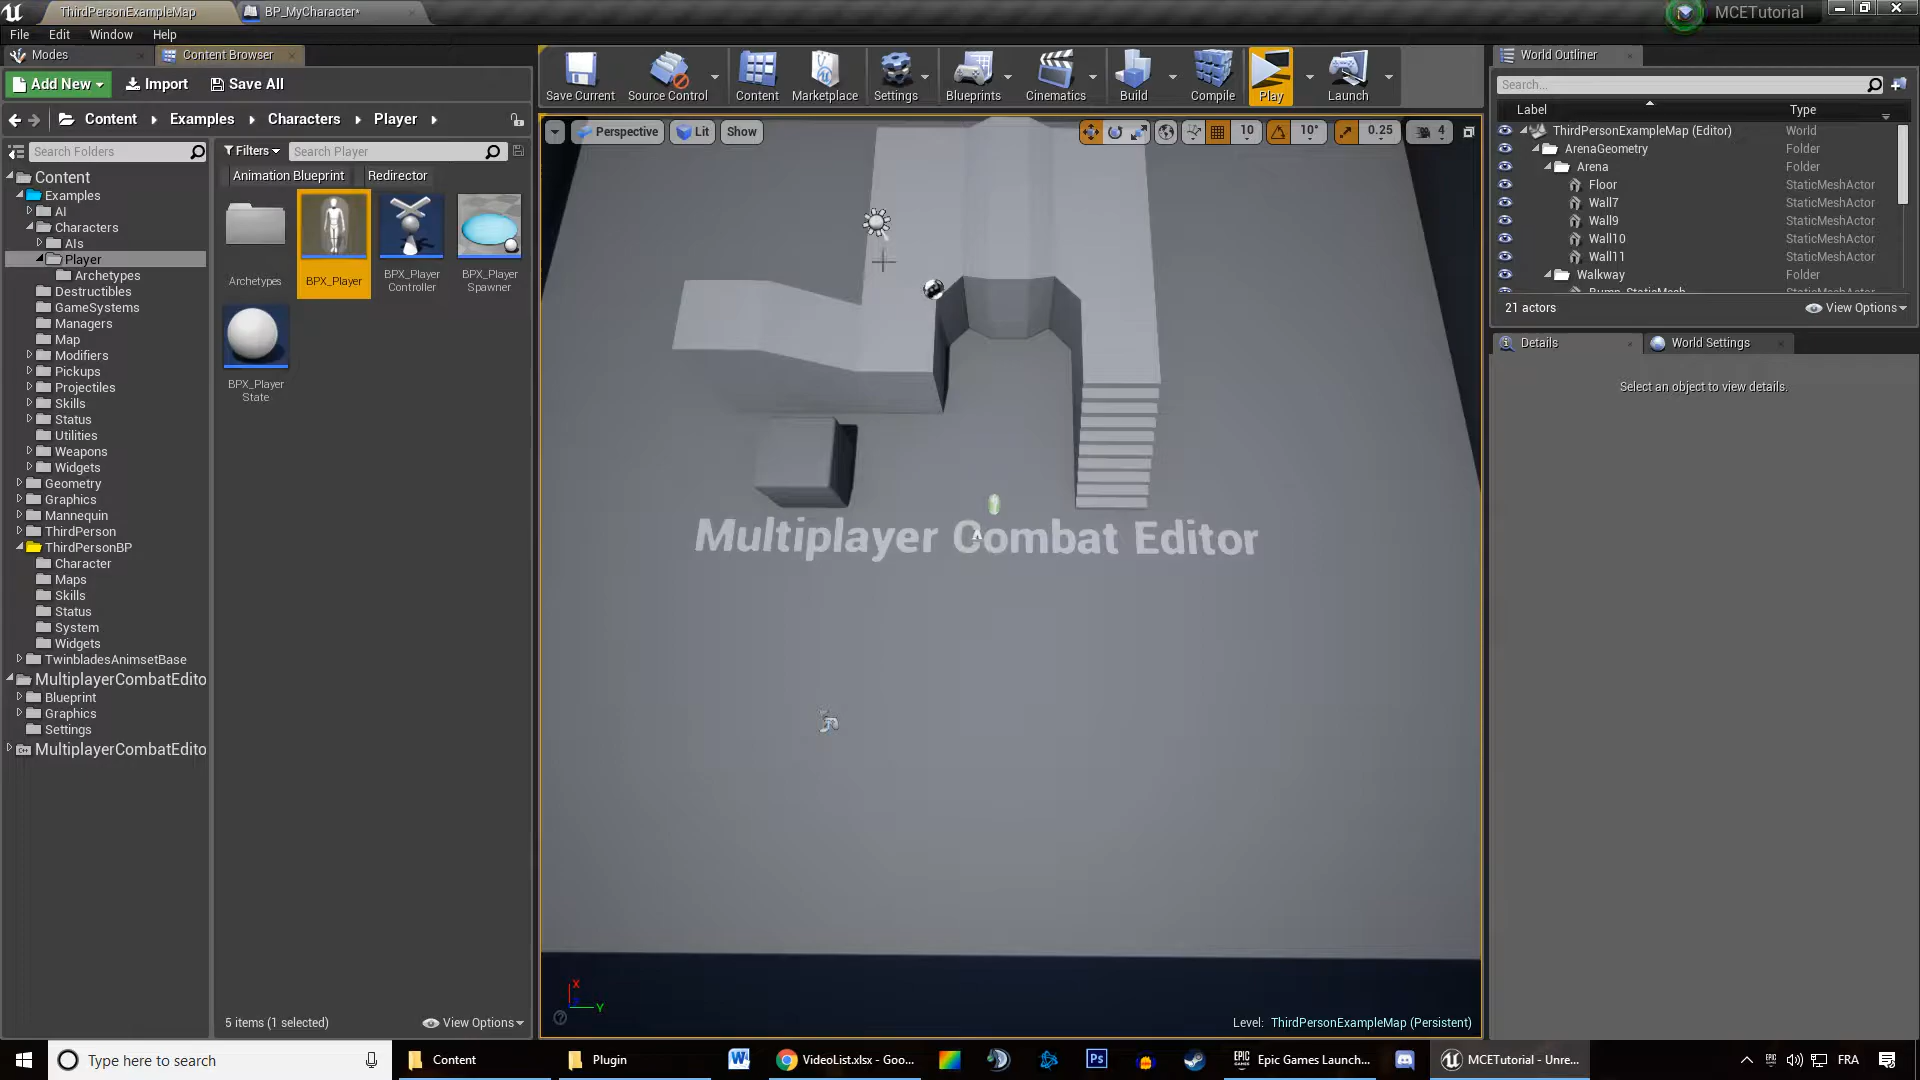 ThirdPersonExampleMap
BP_MyCharacter*
MCETutorial
File Edit Window Help
Modes
Content Browser
Add New
Import
Save All
Content Examples Characters Player
Search Folders
Filters
Search Player
Animation Blueprint Redirector
Content
Examples
AI
Characters
AIs
Player
Archetypes
Destructibles
GameSystems
Managers
Map
Modifiers
Pickups
Projectiles
Skills
Status
Utilities
Weapons
Widgets
Geometry
Graphics
Mannequin
ThirdPerson
ThirdPersonBP
Character
Maps
Skills
Status
System
Widgets
TwinbladesAnimsetBase
MultiplayerCombatEdito
Blueprint
Graphics
Settings
MultiplayerCombatEdito
Archetypes
BPX_Player
BPX_Player
Controller
BPX_Player
Spawner
BPX_Player
State
5 items (1 selected)
View Options
Save Current
Source Control
Content
Marketplace
Settings
Blueprints
Cinematics
Build
Compile
Play
Launch
Perspective
Lit
Show
10
10°
0.25
4
Multiplayer Combat Editor
X
Y
Level: ThirdPersonExampleMap (Persistent)
World Outliner
Search...
Label Type
ThirdPersonExampleMap (Editor) World
ArenaGeometry Folder
Arena Folder
Floor StaticMeshActor
Wall7 StaticMeshActor
Wall9 StaticMeshActor
Wall10 StaticMeshActor
Wall11 StaticMeshActor
Walkway Folder
Bump_StaticMesh
21 actors
View Options
Details
World Settings
Select an object to view details.
Type here to search
Content
Plugin
VideoList.xlsx - Goo...
Epic Games Launch...
MCETutorial - Unre...
FRA